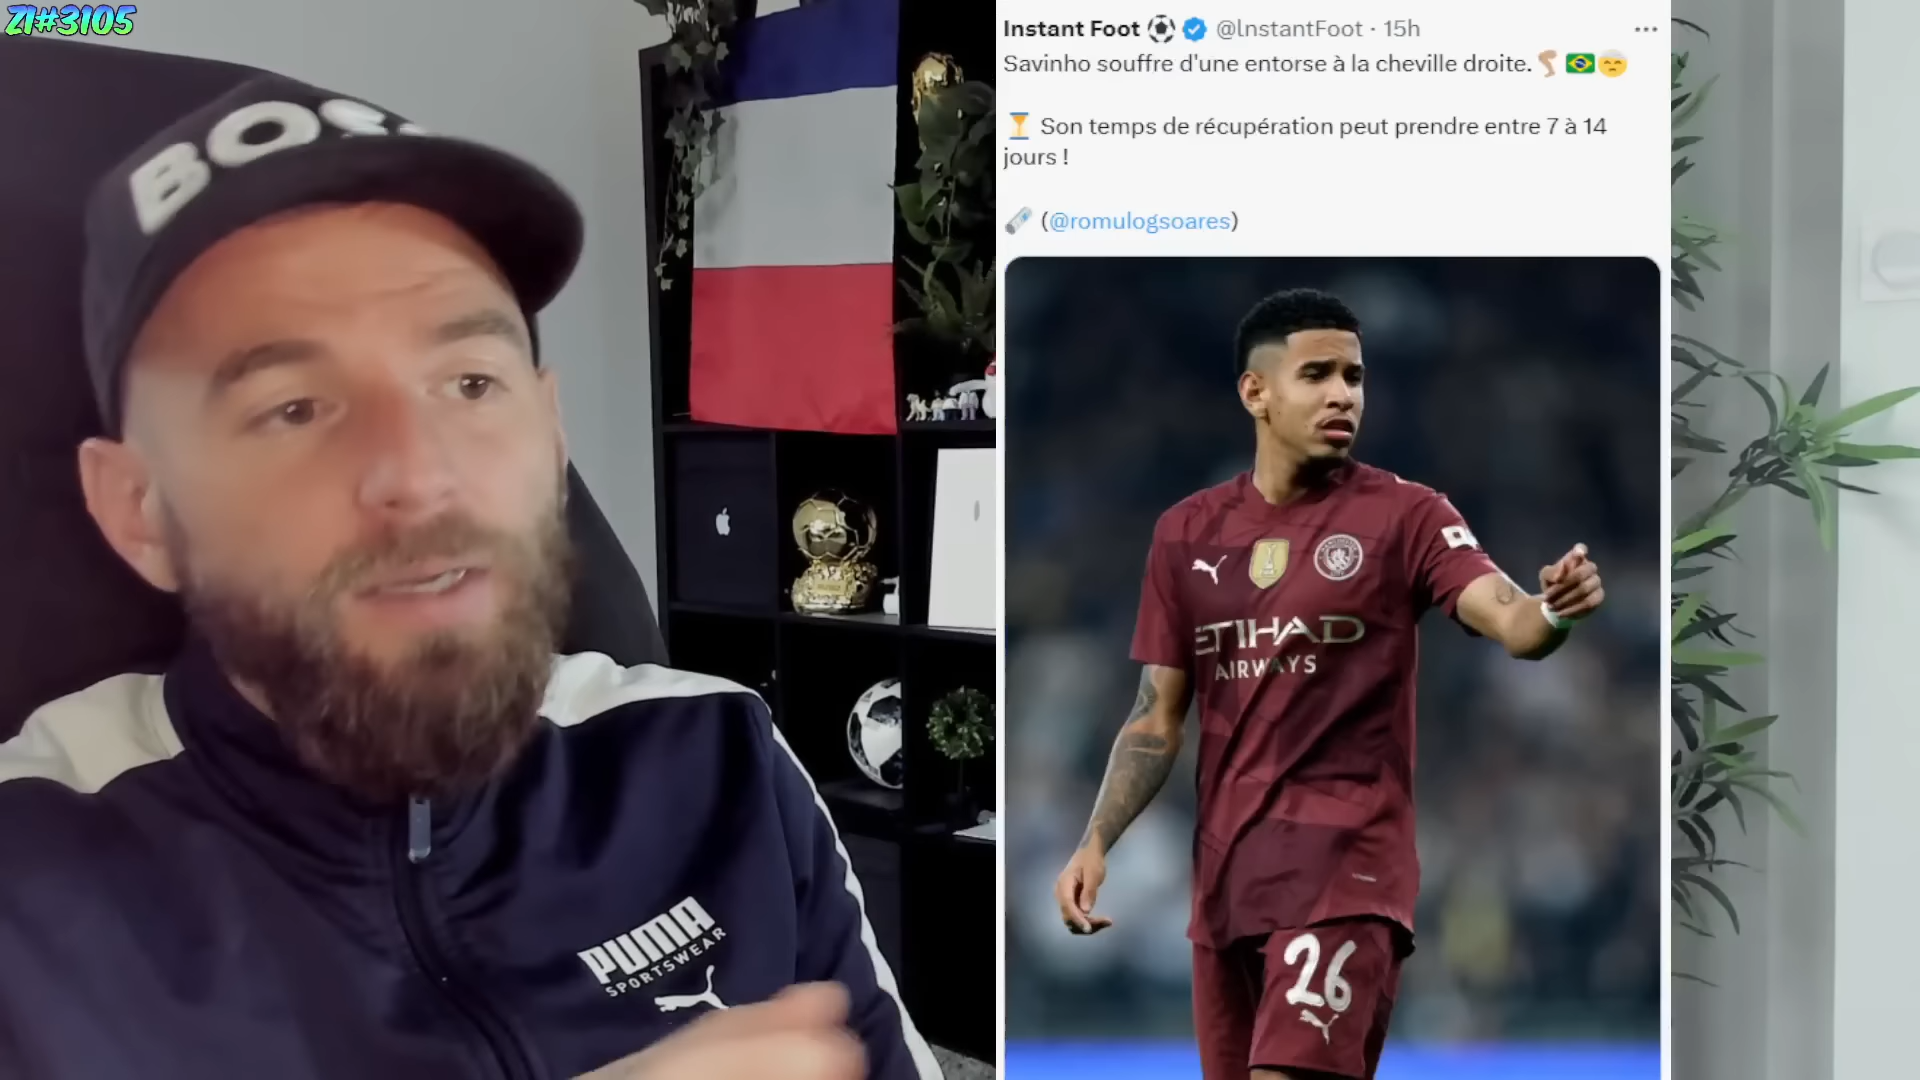 ZI#3105
BOSS
PUMA
SPORTSWEAR
Instant Foot ⚽ @lnstantFoot · 15h ...
Savinho souffre d'une entorse à la cheville droite. 🦶🏼 🇧🇷 😞
⏳ Son temps de récupération peut prendre entre 7 à 14
jours !
🗞️ (@romulogsoares)
ETIHAD
AIRWAYS
26